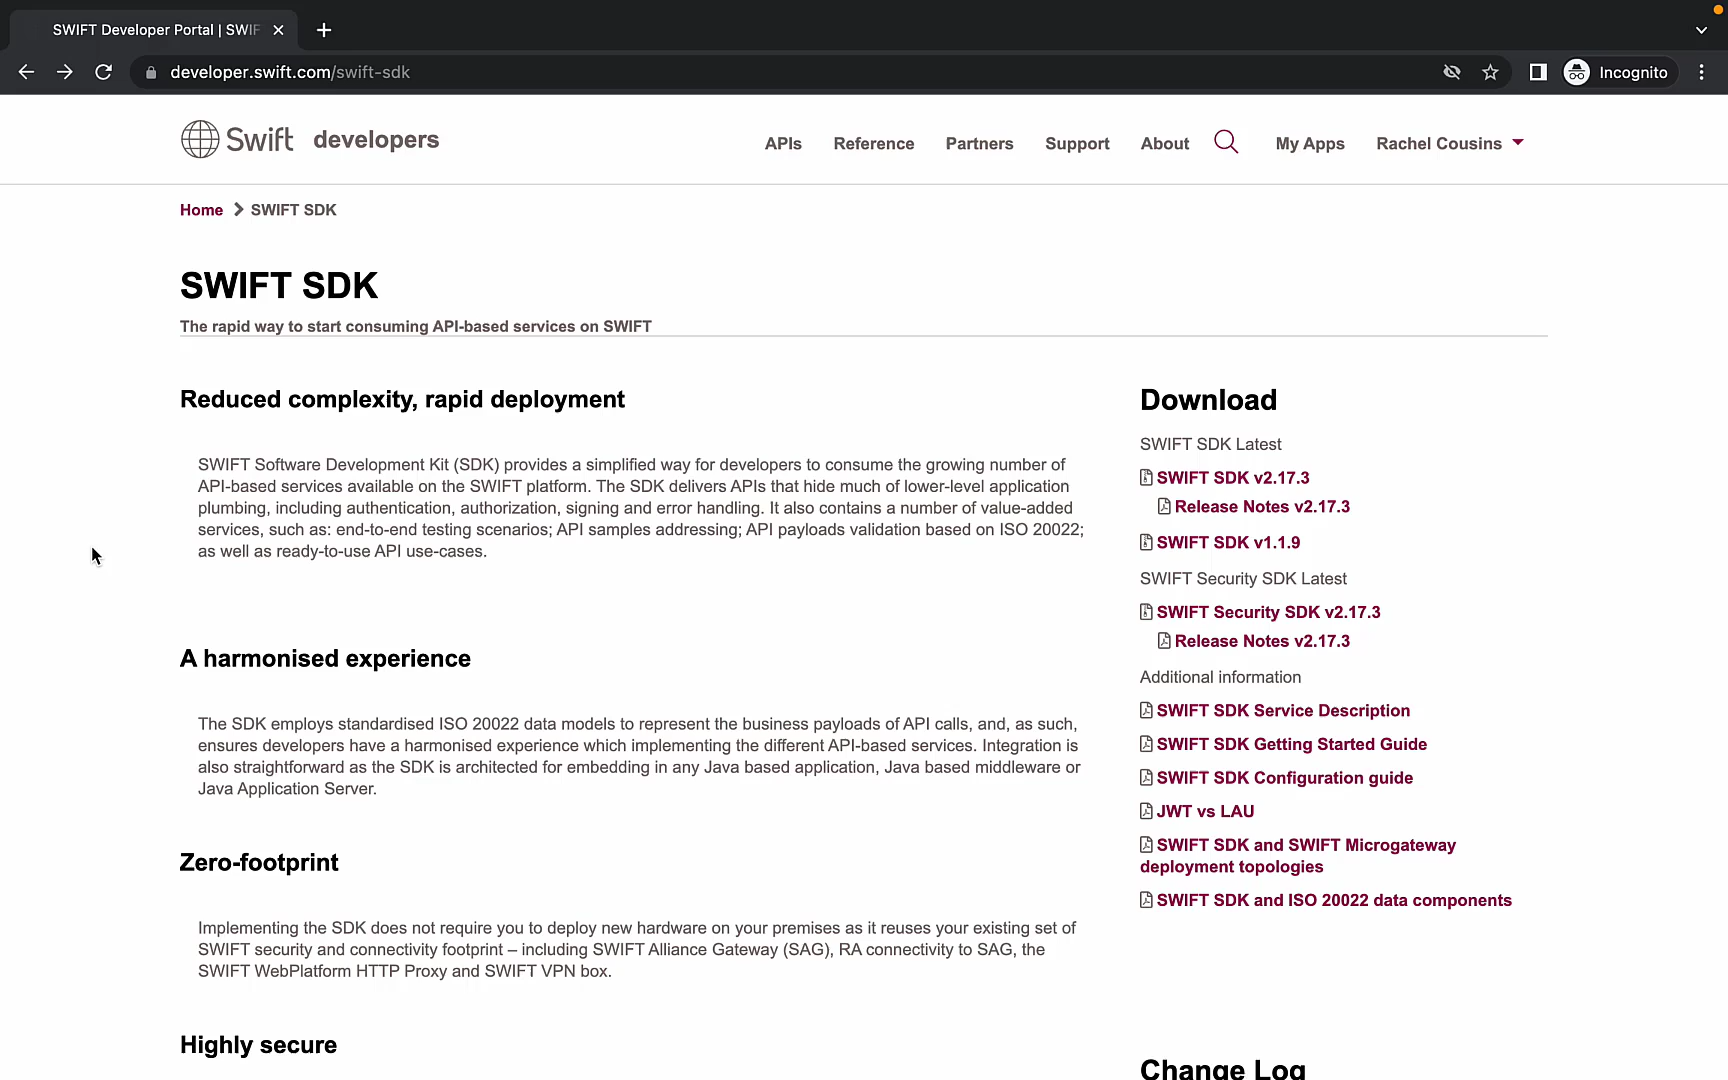 SWIFT Developer Portal | SWIF
developer.swift.com/swift-sdk
Incognito
Swift developers
APIs
Reference
Partners
Support
About
My Apps
Rachel Cousins
Home
SWIFT SDK
SWIFT SDK
The rapid way to start consuming API-based services on SWIFT
Reduced complexity, rapid deployment
SWIFT Software Development Kit (SDK) provides a simplified way for developers to consume the growing number of
API-based services available on the SWIFT platform. The SDK delivers APIs that hide much of lower-level application
plumbing, including authentication, authorization, signing and error handling. It also contains a number of value-added
services, such as: end-to-end testing scenarios; API samples addressing; API payloads validation based on ISO 20022;
as well as ready-to-use API use-cases.
A harmonised experience
The SDK employs standardised ISO 20022 data models to represent the business payloads of API calls, and, as such,
ensures developers have a harmonised experience which implementing the different API-based services. Integration is
also straightforward as the SDK is architected for embedding in any Java based application, Java based middleware or
Java Application Server.
Zero-footprint
Implementing the SDK does not require you to deploy new hardware on your premises as it reuses your existing set of
SWIFT security and connectivity footprint – including SWIFT Alliance Gateway (SAG), RA connectivity to SAG, the
SWIFT WebPlatform HTTP Proxy and SWIFT VPN box.
Highly secure
Download
SWIFT SDK Latest
SWIFT SDK v2.17.3
Release Notes v2.17.3
SWIFT SDK v1.1.9
SWIFT Security SDK Latest
SWIFT Security SDK v2.17.3
Release Notes v2.17.3
Additional information
SWIFT SDK Service Description
SWIFT SDK Getting Started Guide
SWIFT SDK Configuration guide
JWT vs LAU
SWIFT SDK and SWIFT Microgateway
deployment topologies
SWIFT SDK and ISO 20022 data components
Change Log